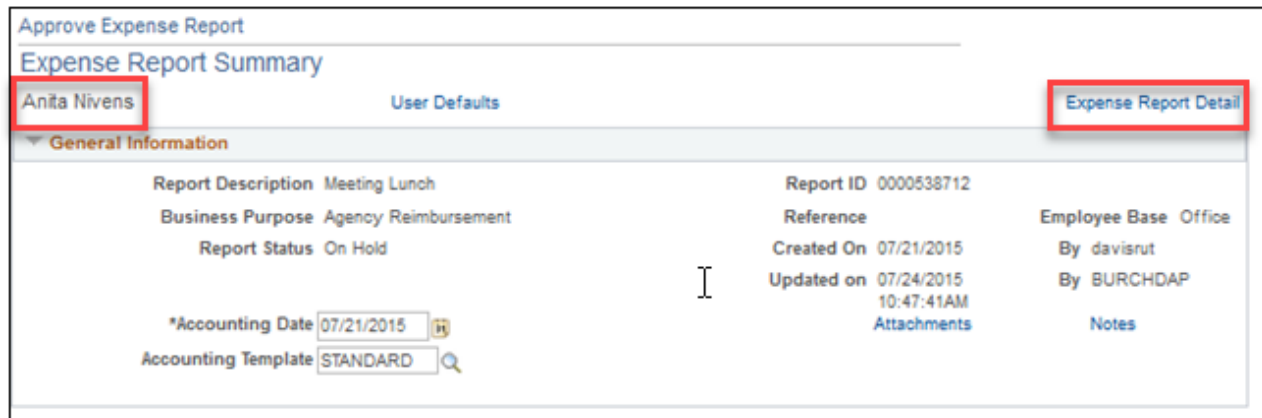 Approve Expense Report
Expense Report Summary
Anita Nivens User Defaults Expense Report Detail
General Information
Report Description Meeting Lunch Report ID 0000538712
Business Purpose Agency Reimbursement Reference Employee Base Office
Report Status On Hold Created On 07/21/2015 By davisrut
Updated on 07/24/2015 By BURCHDAP
10:47:41AM
*Accounting Date 07/21/2015 Attachments Notes
Accounting Template STANDARD